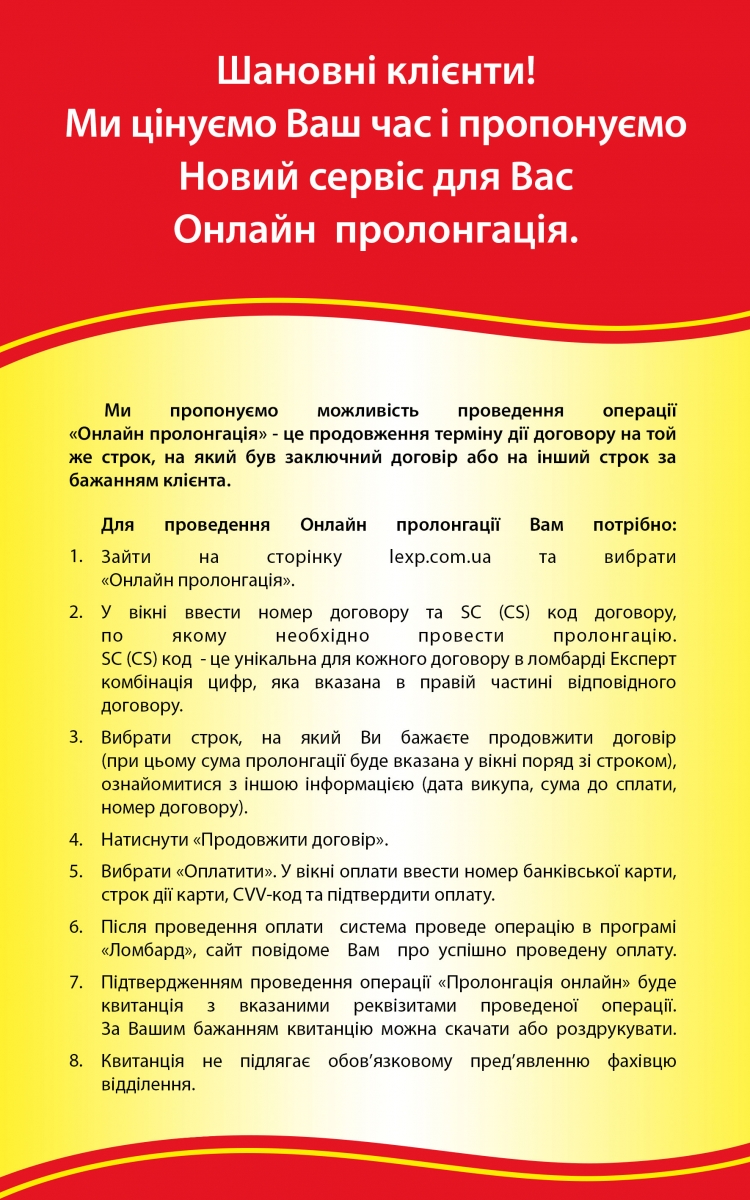 Шановні клієнти!
Ми цінуємо Ваш час і пропонуємо
Новий сервіс для Вас
Онлайн пролонгація.
Ми пропонуємо можливість проведення операції
«Онлайн пролонгація» - це продовження терміну дії договору на той
же строк, на який був заключний договір або на інший строк за
бажанням клієнта.
Для проведення Онлайн пролонгації Вам потрібно:
1. Зайти на сторінку lexp.com.ua та вибрати
«Онлайн пролонгація».
2. У вікні ввести номер договору та SC (CS) код договору,
по якому необхідно провести пролонгацію.
SC (CS) код - це унікальна для кожного договору в ломбарді Експерт
комбінація цифр, яка вказана в правій частині відповідного
договору.
3. Вибрати строк, на який Ви бажаєте продовжити договір
(при цьому сума пролонгації буде вказана у вікні поряд зі строком),
ознайомитися з іншою інформацією (дата викупа, сума до сплати,
номер договору).
4. Натиснути «Продовжити договір».
5. Вибрати «Оплатити». У вікні оплати ввести номер банківської карти,
строк дії карти, CVV-код та підтвердити оплату.
6. Після проведення оплати система проведе операцію в програмі
«Ломбард», сайт повідоме Вам про успішно проведену оплату.
7. Підтвердженням проведення операції «Пролонгація онлайн» буде
квитанція з вказаними реквізитами проведеної операції.
За Вашим бажанням квитанцію можна скачати або роздрукувати.
8. Квитанція не підлягає обов’язковому пред’явленню фахівцю
відділення.